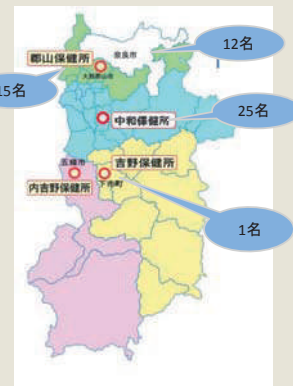 12名
奈良市
郡山保健所
大和郡山市
15名
25名
中和保健所
五條市
吉野保健所
内吉野保健所
下市町
1名